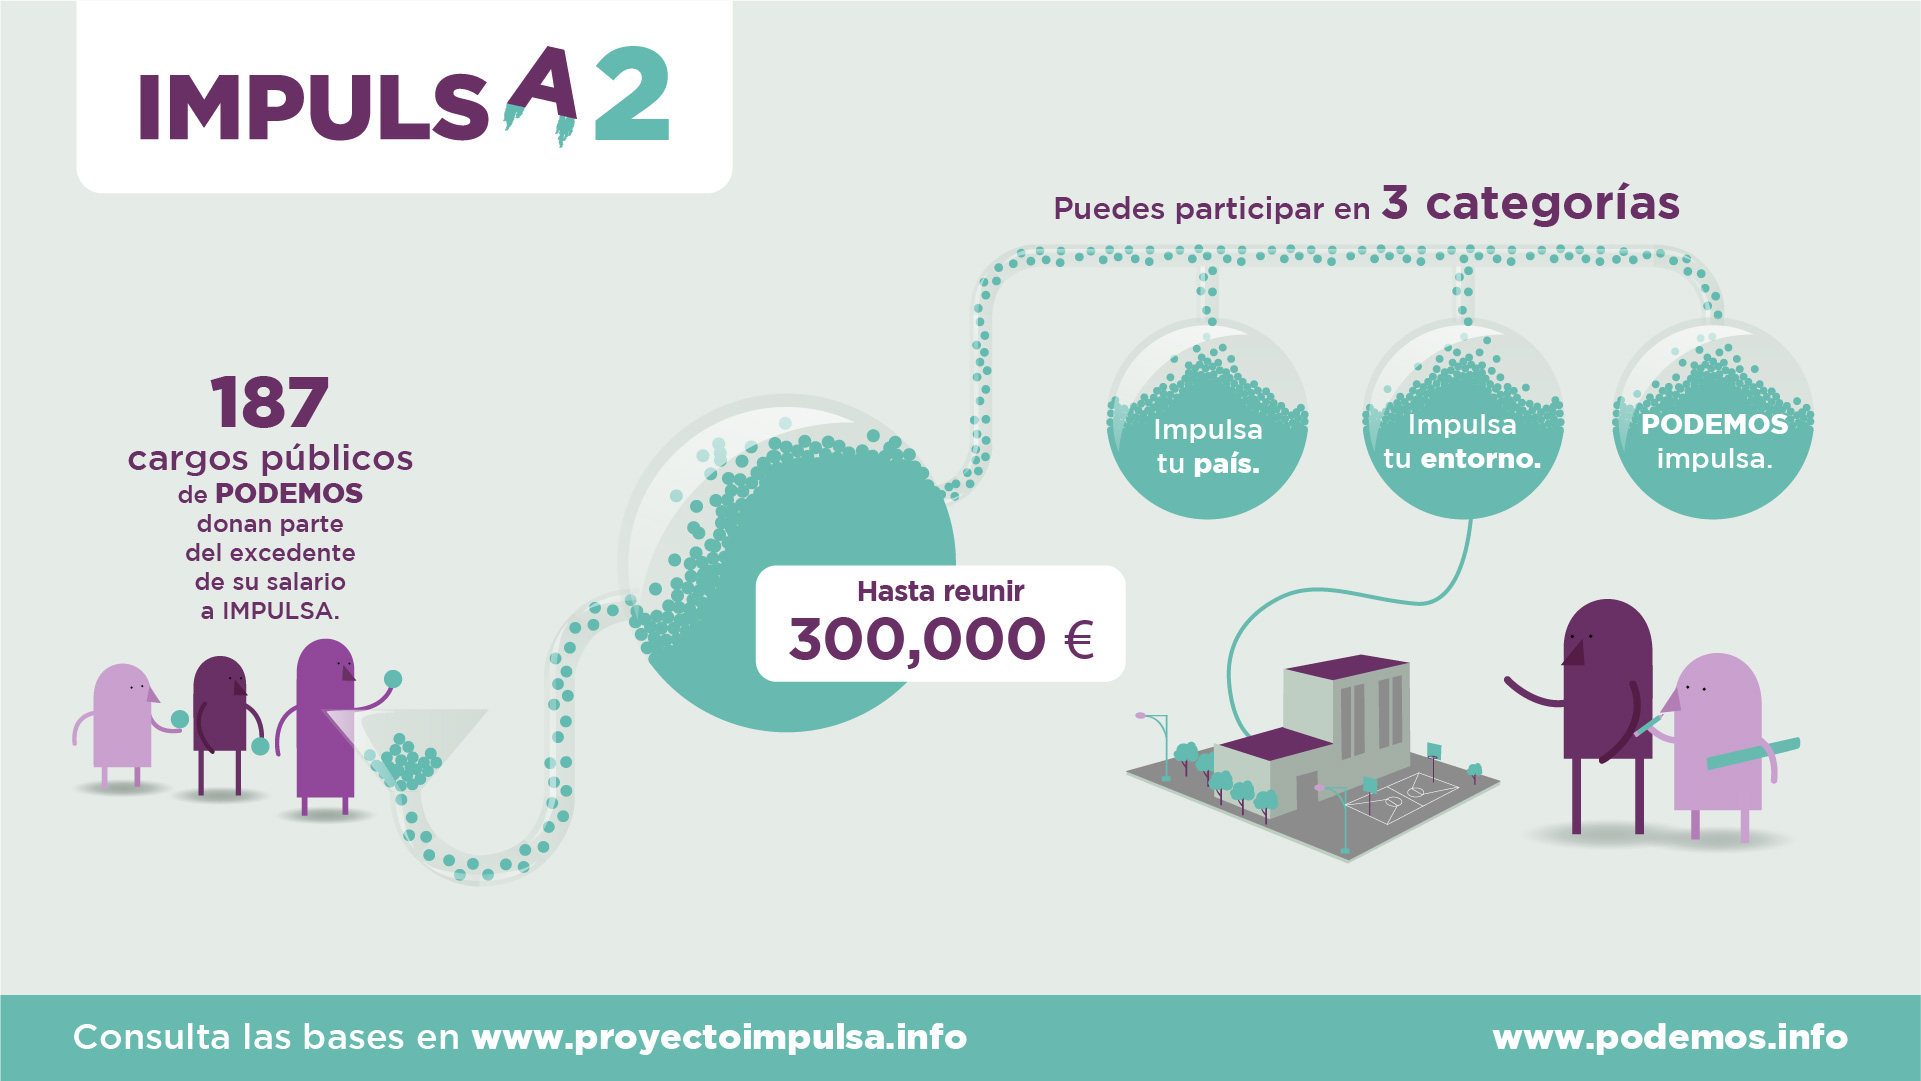 IMPULSA2
187
cargos públicos
de PODEMOS
donan parte
del excedente
de su salario
a IMPULSA.
Hasta reunir
300,000 €
Puedes participar en 3 categorías
Impulsa
tu país.
Impulsa
tu entorno.
PODEMOS
impulsa.
Consulta las bases en www.proyectoimpulsa.info
www.podemos.info